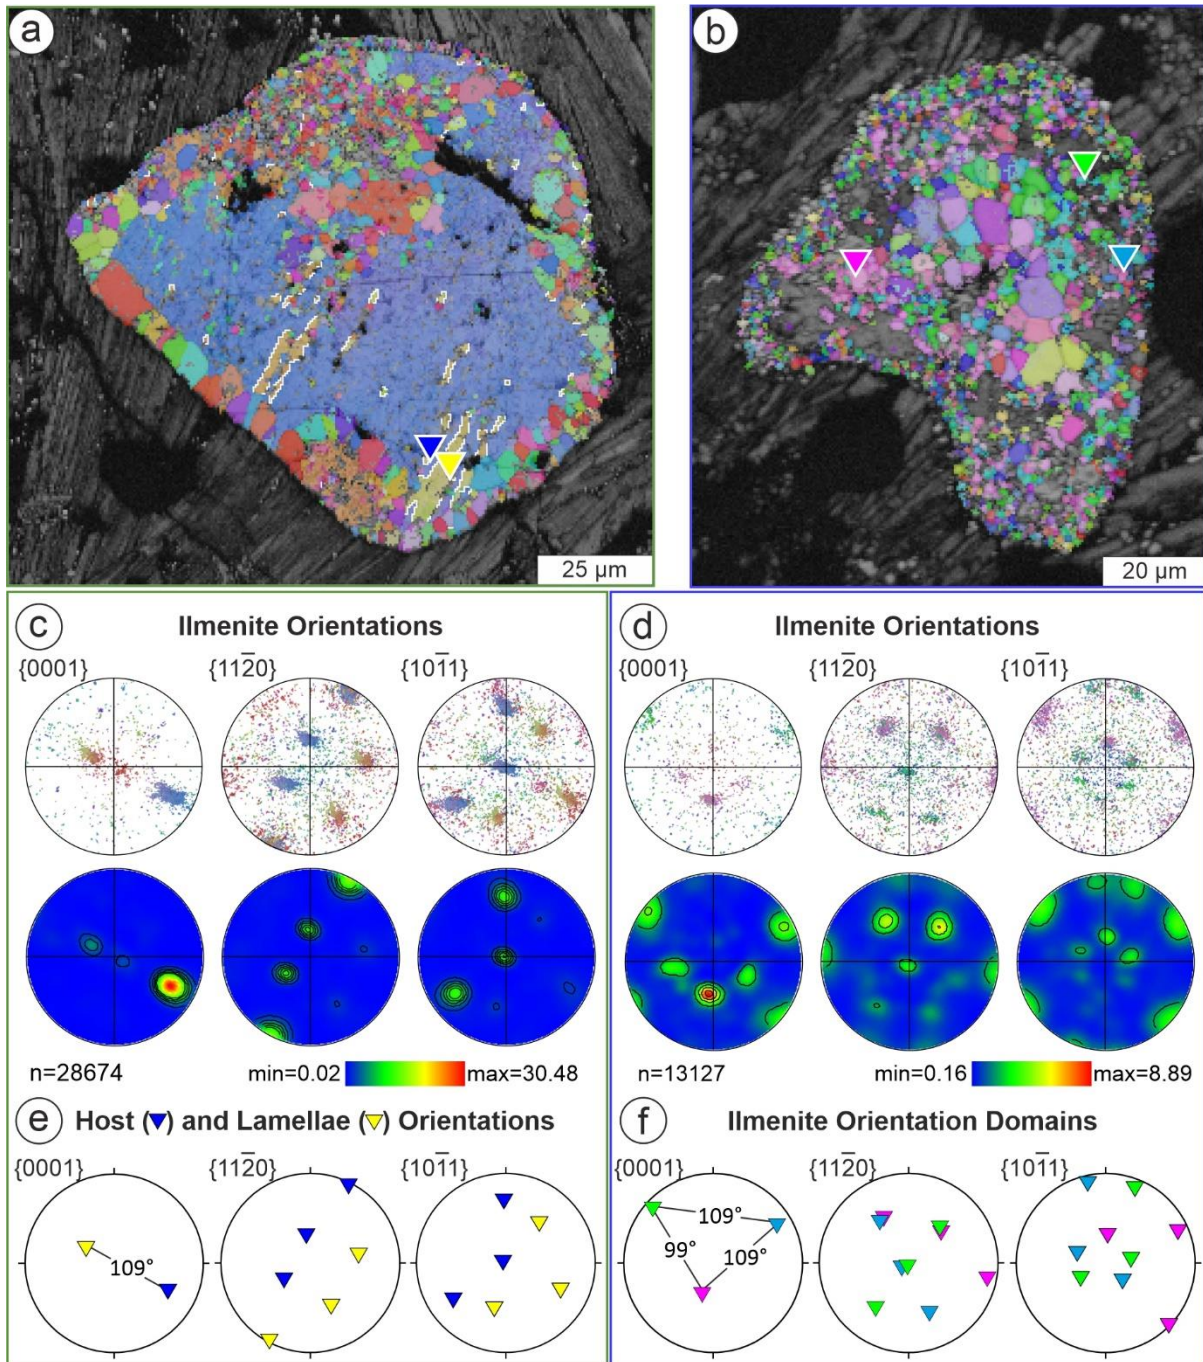 a
b
25 µm
20 µm
c
Ilmenite Orientations
{0001}
{112̅0}
{101̅1}
n=28674
min=0.02
max=30.48
d
Ilmenite Orientations
{0001}
{112̅0}
{101̅1}
n=13127
min=0.16
max=8.89
e
Host (▼) and Lamellae (▽) Orientations
{0001}
{112̅0}
{101̅1}
109°
f
Ilmenite Orientation Domains
{0001}
{112̅0}
{101̅1}
109°
99°
109°